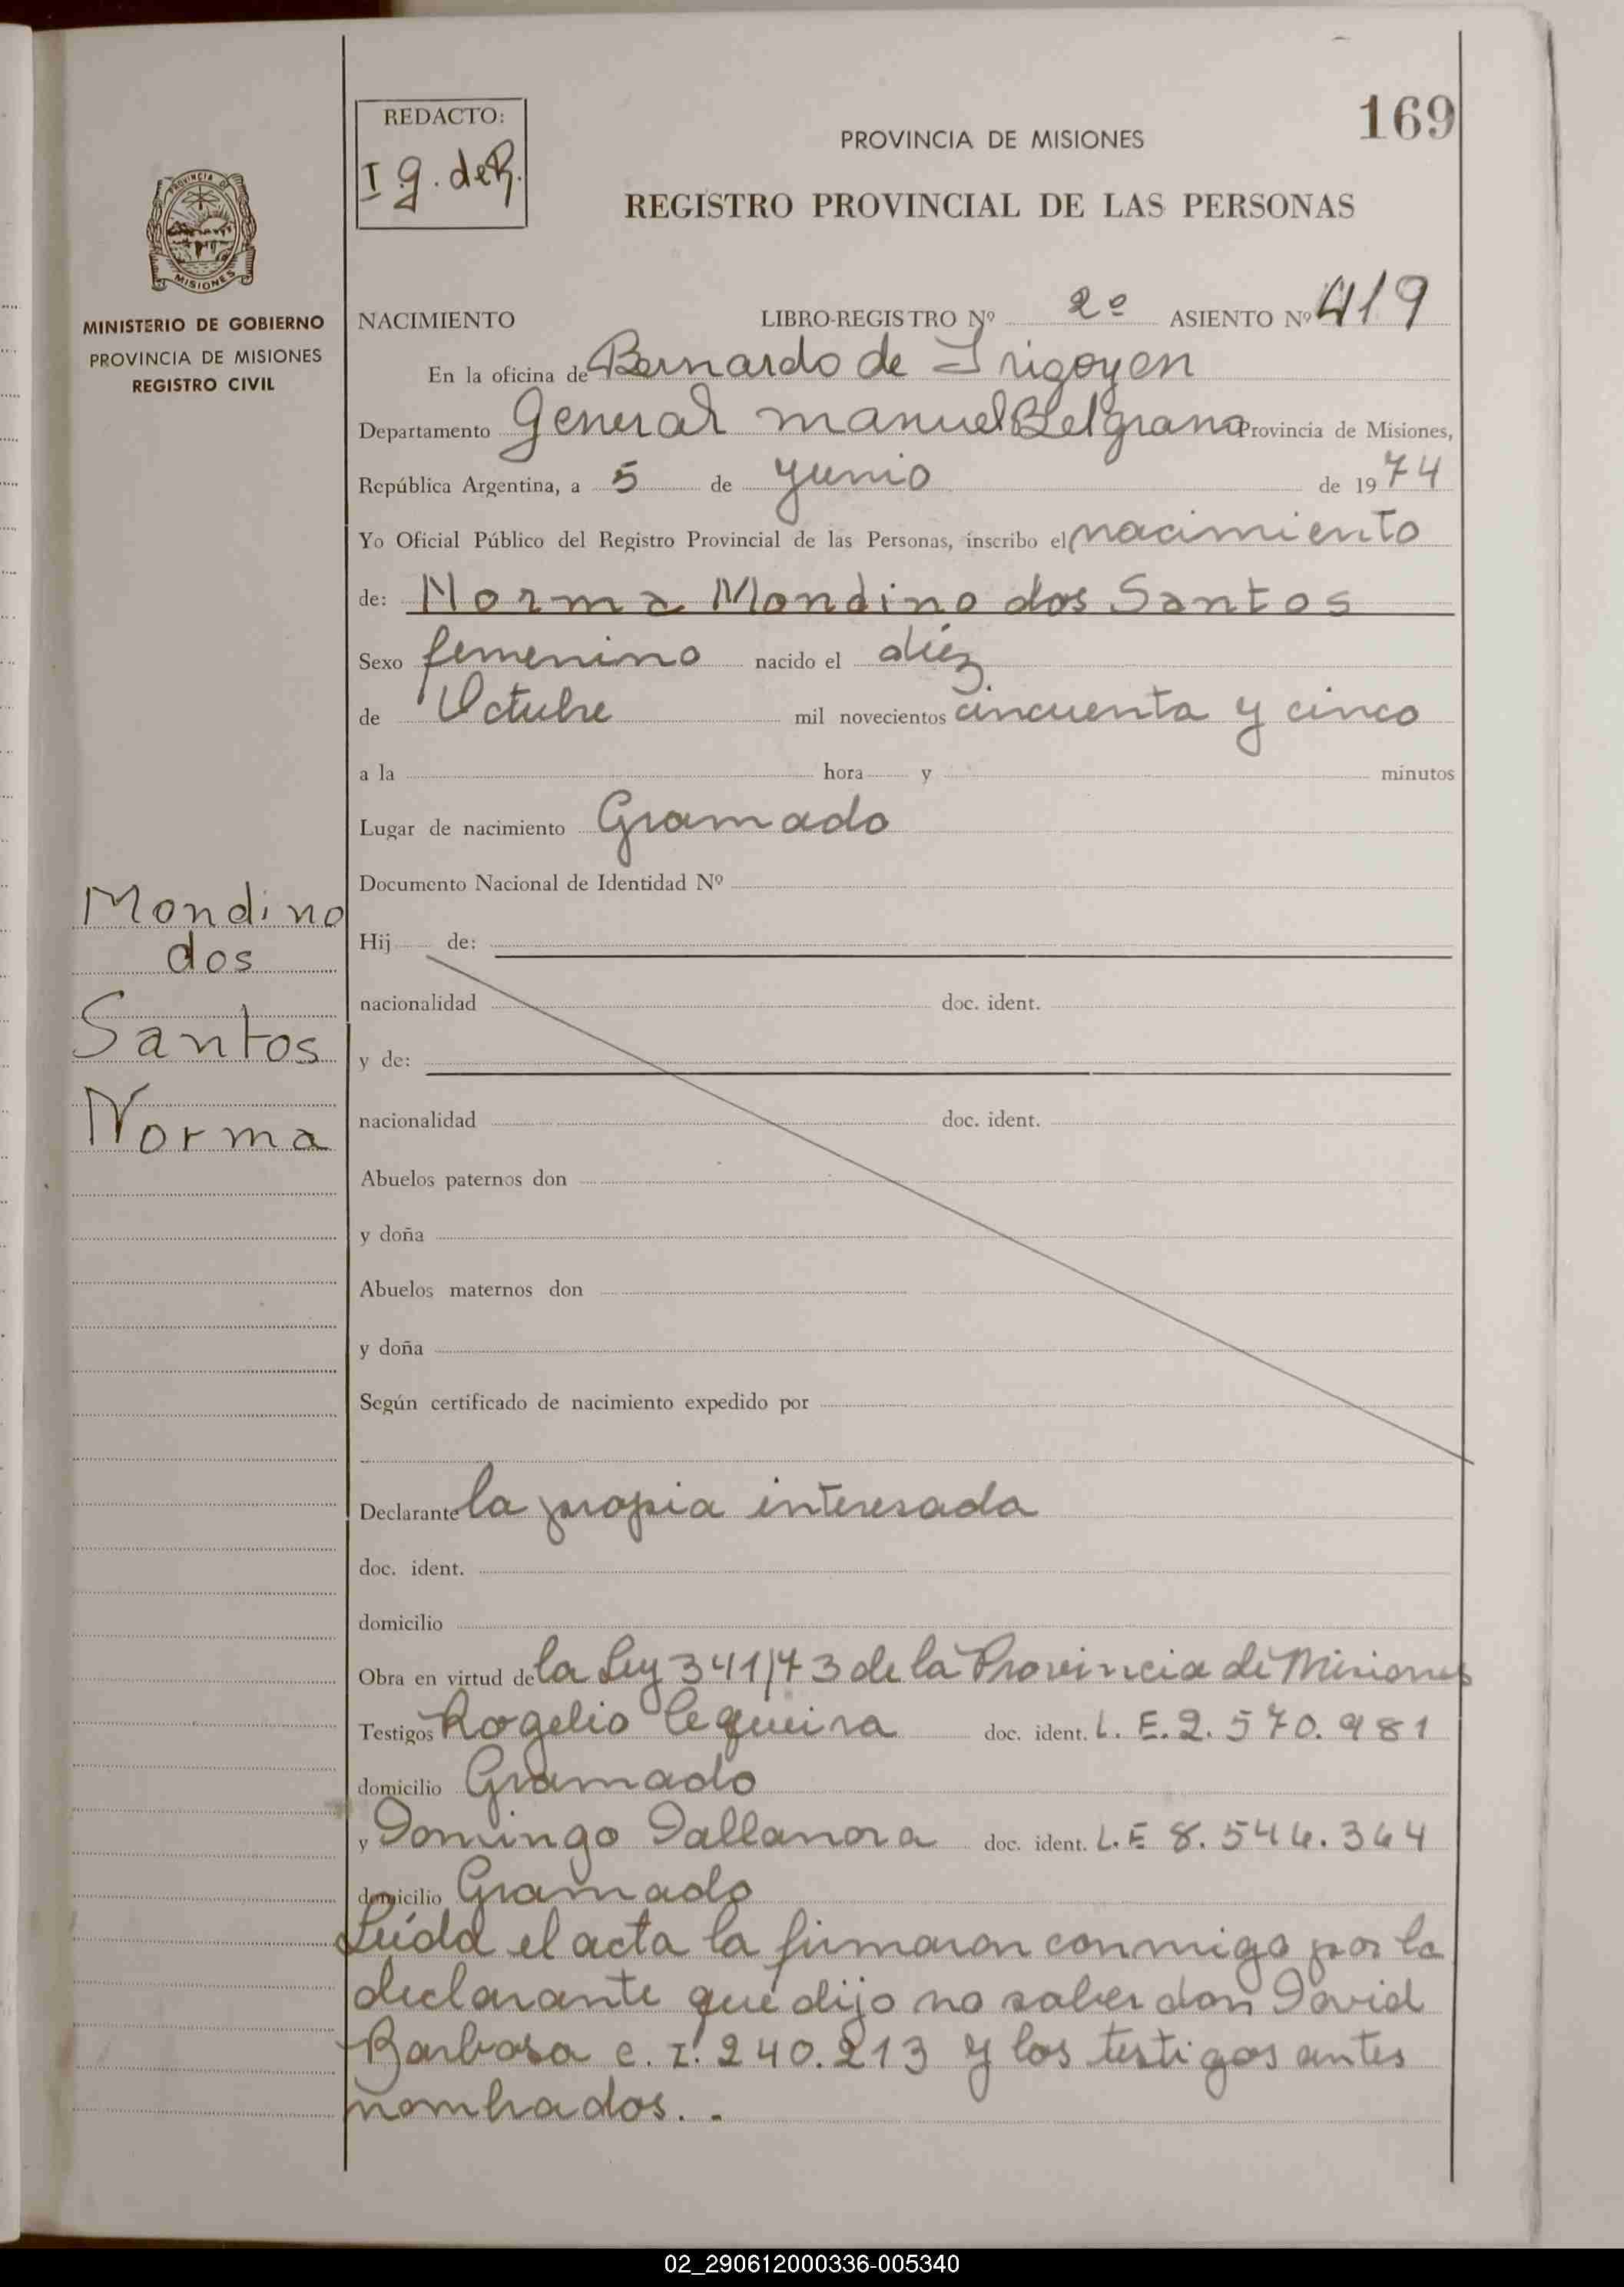 169
REDACTO:
I g. de R.
PROVINCIA DE MISIONES
REGISTRO PROVINCIAL DE LAS PERSONAS
PROVINCIA DE
MISIONES
MINISTERIO DE GOBIERNO
PROVINCIA DE MISIONES
REGISTRO CIVIL
NACIMIENTO LIBRO-REGISTRO Nº 2º ASIENTO Nº 419
En la oficina de Bernardo de Irigoyen
Departamento General Manuel Belgrano Provincia de Misiones,
República Argentina, a 5 de Junio de 1974
Yo Oficial Público del Registro Provincial de las Personas, inscribo el nacimiento
de: Norma Mondino dos Santos
Sexo femenino nacido el diéz
de Octubre mil novecientos cincuenta y cinco
a la hora y minutos
Lugar de nacimiento Gramado
Documento Nacional de Identidad Nº
Mondino
dos
Santos
Norma
Hij de:
nacionalidad doc. ident.
y de:
nacionalidad doc. ident.
Abuelos paternos don
y doña
Abuelos maternos don
y doña
Según certificado de nacimiento expedido por
Declarante la propia interesada
doc. ident.
domicilio
Obra en virtud de la Ley 341/73 de la Provincia de Misiones
Testigos Rogelio doc. ident. L. E. 2. 570. 981
domicilio Gramado
y Domingo Dallanora doc. ident. L. E 8. 544. 364
domicilio Gramado
Leída el acta la firmaron conmigo por la
declarante que dijo no saber don David
Barbosa c. I. 240.213 y los testigos antes
nombrados. . -
02_290612000336-005340